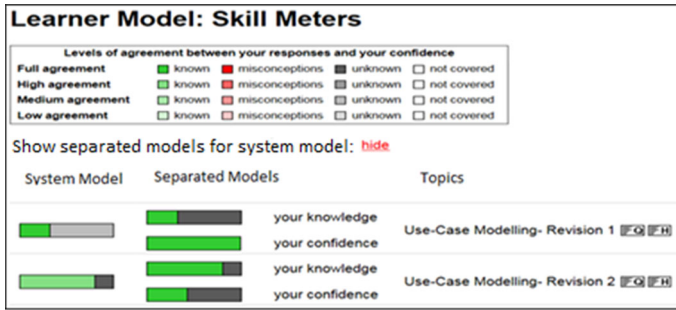 Learner Model: Skill Meters
Levels of agreement between your responses and your confidence
Full agreement known misconceptions unknown not covered
High agreement known misconceptions unknown not covered
Medium agreement known misconceptions unknown not covered
Low agreement known misconceptions unknown not covered
Show separated models for system model: hide
System Model Separated Models Topics
your knowledge
Use-Case Modelling- Revision 1 FQ FH
your confidence
your knowledge
Use-Case Modelling- Revision 2 FQ FH
your confidence